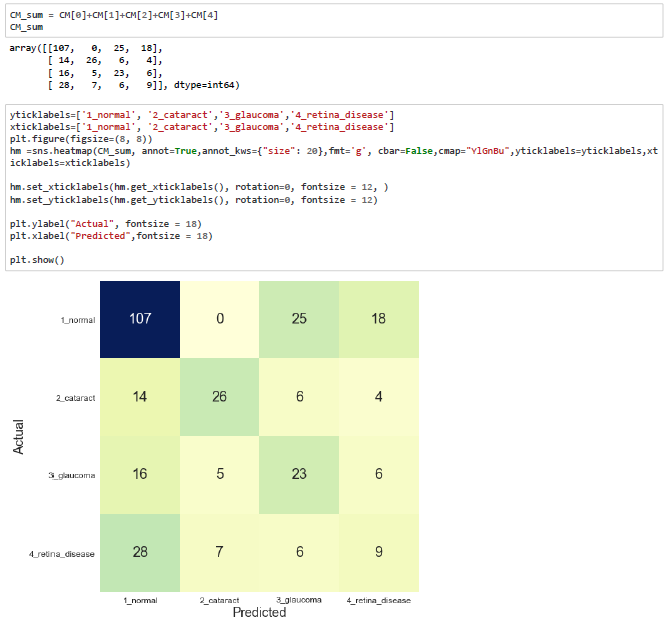 CM_sum = CM[0]+CM[1]+CM[2]+CM[3]+CM[4]
CM_sum
array([[107,   0,  25,  18],
       [ 14,  26,   6,   4],
       [ 16,   5,  23,   6],
       [ 28,   7,   6,   9]], dtype=int64)
yticklabels=['1_normal', '2_cataract','3_glaucoma','4_retina_disease']
xticklabels=['1_normal', '2_cataract','3_glaucoma','4_retina_disease']
plt.figure(figsize=(8, 8))
hm =sns.heatmap(CM_sum, annot=True,annot_kws={"size": 20},fmt='g', cbar=False,cmap="YlGnBu",yticklabels=yticklabels,xt
icklabels=xticklabels)
hm.set_xticklabels(hm.get_xticklabels(), rotation=0, fontsize = 12, )
hm.set_yticklabels(hm.get_yticklabels(), rotation=0, fontsize = 12)
plt.ylabel("Actual", fontsize = 18)
plt.xlabel("Predicted",fontsize = 18)
plt.show()
1_normal 107 0 25 18
2_cataract 14 26 6 4
Actual
3_glaucoma 16 5 23 6
4_retina_disease 28 7 6 9
1_normal 2_cataract 3_glaucoma 4_retina_disease
Predicted